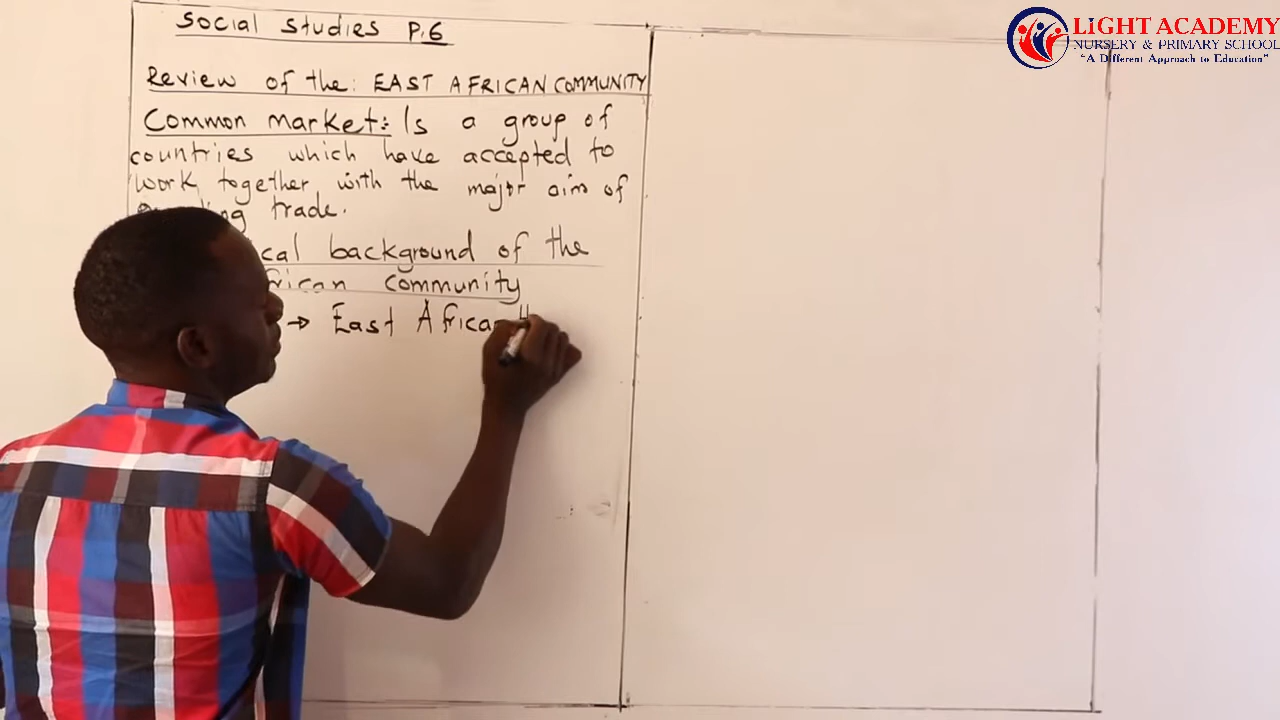 Social Studies P.6
LIGHT ACADEMY
NURSERY & PRIMARY SCHOOL
"A Different Approach to Education"
Review of the: EAST AFRICAN COMMUNITY
Common market: Is a group of
countries which have accepted to
work together with the major aim of
trade.
background of the
community
→ East African H